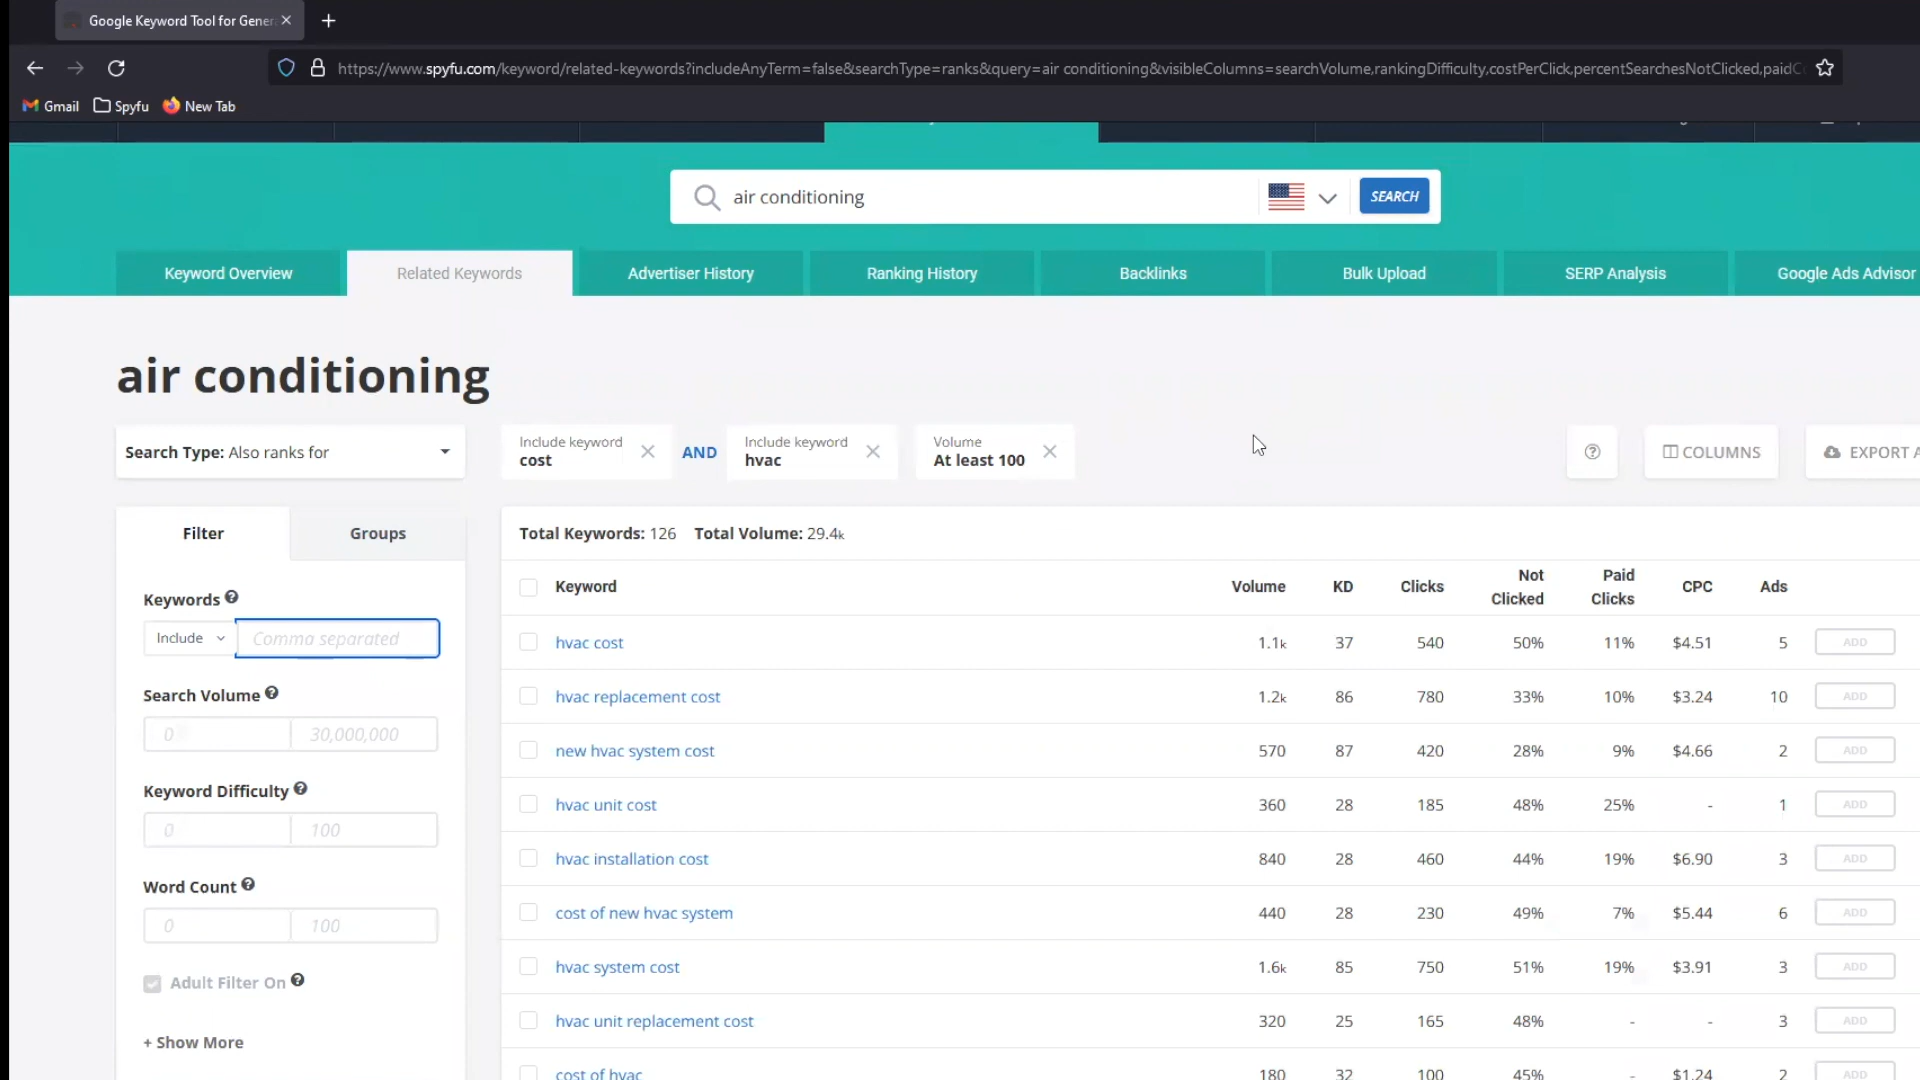 Google Keyword Tool for Gener
https://www.spyfu.com/keyword/related-keywords?includeAnyTerm=false&searchType=ranks&query=air conditioning&visibleColumns=searchVolume,rankingDifficulty,costPerClick,percentSearchesNotClicked,paidC
Gmail Spyfu New Tab
air conditioning SEARCH
Keyword Overview Related Keywords Advertiser History Ranking History Backlinks Bulk Upload SERP Analysis Google Ads Advisor
air conditioning
Search Type: Also ranks for
Include keyword
cost
AND
Include keyword
hvac
Volume
At least 100
COLUMNS
EXPORT A
Filter Groups
Keywords
Include Comma separated
Search Volume
0 30,000,000
Keyword Difficulty
0 100
Word Count
0 100
Adult Filter On
+ Show More
Total Keywords: 126 Total Volume: 29.4k
Keyword Volume KD Clicks Not Clicked Paid Clicks CPC Ads
hvac cost 1.1k 37 540 50% 11% $4.51 5 ADD
hvac replacement cost 1.2k 86 780 33% 10% $3.24 10 ADD
new hvac system cost 570 87 420 28% 9% $4.66 2 ADD
hvac unit cost 360 28 185 48% 25% - 1 ADD
hvac installation cost 840 28 460 44% 19% $6.90 3 ADD
cost of new hvac system 440 28 230 49% 7% $5.44 6 ADD
hvac system cost 1.6k 85 750 51% 19% $3.91 3 ADD
hvac unit replacement cost 320 25 165 48% - - 3 ADD
cost of hvac 180 32 100 45% - $1.24 2 ADD